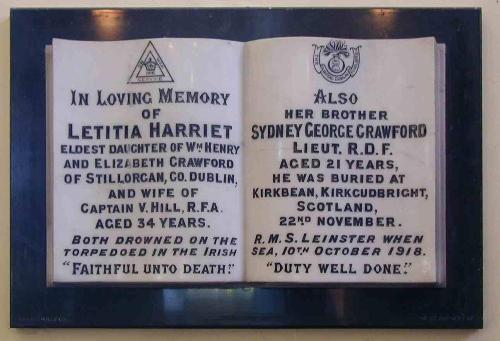 IN LOVING MEMORY
OF
LETITIA HARRIET
ELDEST DAUGHTER OF WM HENRY
AND ELIZABETH CRAWFORD
OF STILLORGAN, CO. DUBLIN,
AND WIFE OF
CAPTAIN V. HILL, R.F.A.
AGED 34 YEARS.
BOTH DROWNED ON THE
TORPEDOED IN THE IRISH
"FAITHFUL UNTO DEATH."
ALSO
HER BROTHER
SYDNEY GEORGE CRAWFORD
LIEUT. R.D.F.
AGED 21 YEARS,
HE WAS BURIED AT
KIRKBEAN, KIRKCUDBRIGHT,
SCOTLAND,
22ND NOVEMBER.
R.M.S. LEINSTER WHEN
SEA, 10TH OCTOBER 1918.
"DUTY WELL DONE."